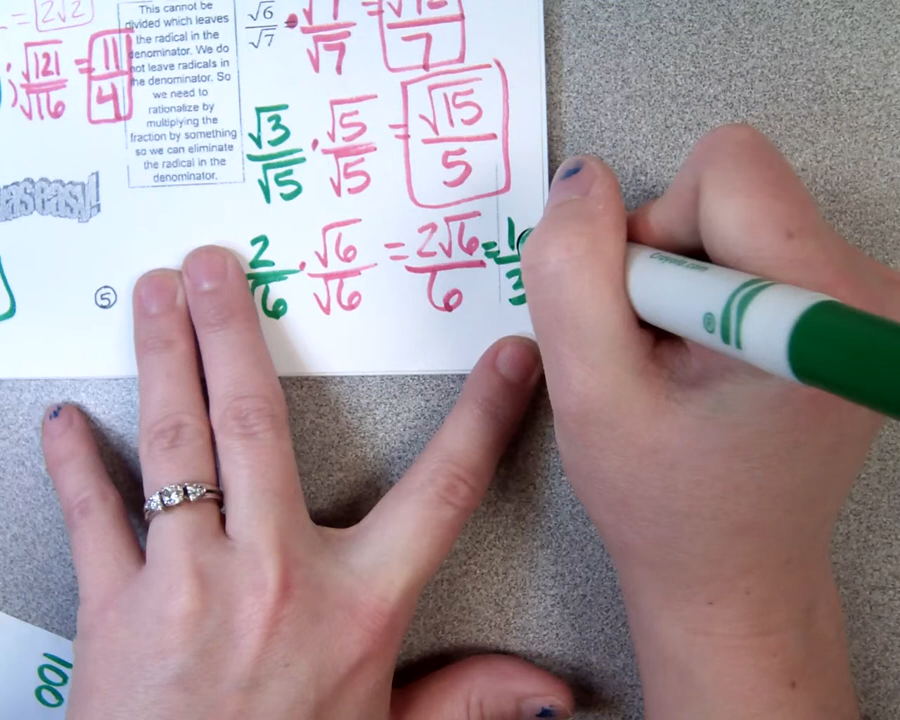 = 2√2
√121/√16 = 11/4
This cannot be
divided which leaves
the radical in the
denominator. We do
not leave radicals in
the denominator. So
we need to
rationalize by
multiplying the
fraction by something
so we can eliminate
the radical in the
denominator.
√6/√7 • √7/√7 = /7
√3/√5 · √5/√5 = √15/5
as easy!
2/√6 · √6/√6 = 2√6/6 = 1/3
⑤
Crayola.com
100